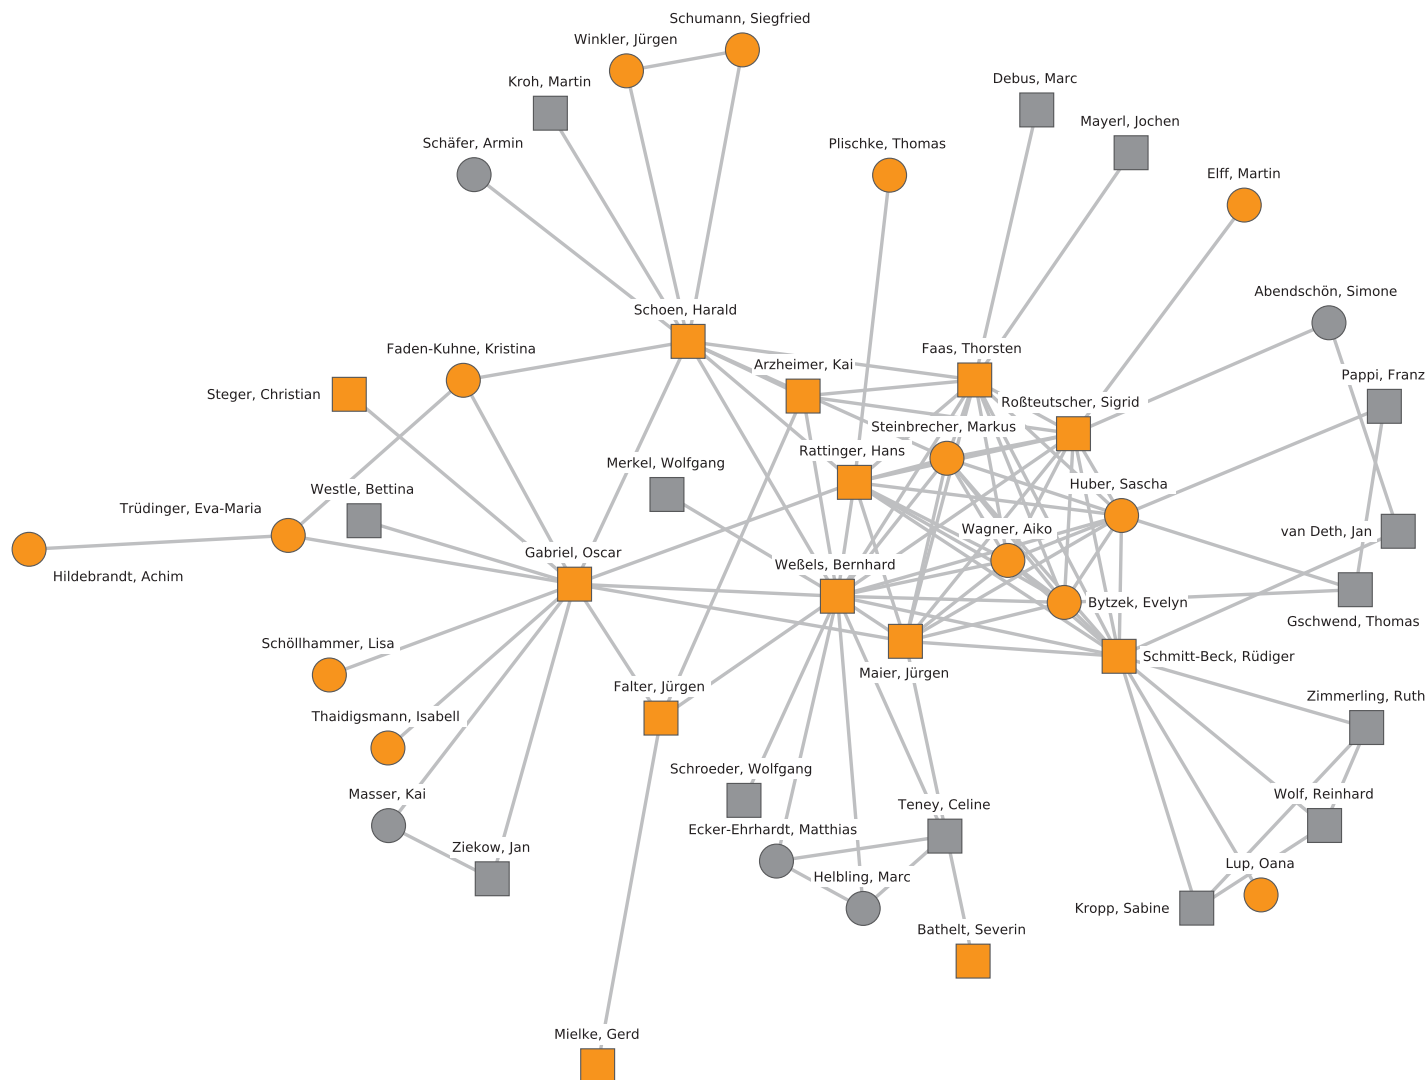 Schumann, Siegfried
Winkler, Jürgen
Kroh, Martin
Debus, Marc
Mayerl, Jochen
Schäfer, Armin
Plischke, Thomas
Elff, Martin
Abendschön, Simone
Schoen, Harald
Faden-Kuhne, Kristina
Faas, Thorsten
Arzheimer, Kai
Pappi, Franz
Steger, Christian
Roßteutscher, Sigrid
Steinbrecher, Markus
Rattinger, Hans
Merkel, Wolfgang
Huber, Sascha
Westle, Bettina
Trüdinger, Eva-Maria
Wagner, Aiko
van Deth, Jan
Gabriel, Oscar
Weßels, Bernhard
Hildebrandt, Achim
Bytzek, Evelyn
Gschwend, Thomas
Schöllhammer, Lisa
Schmitt-Beck, Rüdiger
Maier, Jürgen
Falter, Jürgen
Zimmerling, Ruth
Thaidigsmann, Isabell
Schroeder, Wolfgang
Masser, Kai
Wolf, Reinhard
Teney, Celine
Ecker-Ehrhardt, Matthias
Ziekow, Jan
Lup, Oana
Helbling, Marc
Kropp, Sabine
Bathelt, Severin
Mielke, Gerd